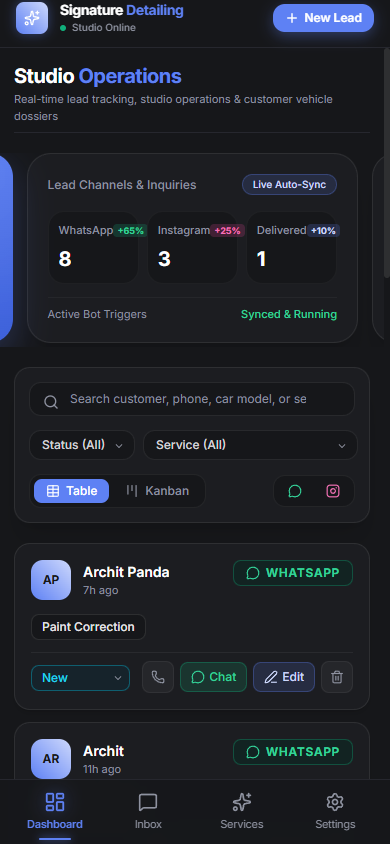 Signature Detailing
Studio Online
+ New Lead
Studio Operations
Real-time lead tracking, studio operations & customer vehicle
dossiers
Lead Channels & Inquiries
Live Auto-Sync
WhatsApp +65%
8
Instagram +25%
3
Delivered +10%
1
Active Bot Triggers
Synced & Running
Search customer, phone, car model, or se
Status (All)
Service (All)
Table
Kanban
AP
Archit Panda
7h ago
WHATSAPP
Paint Correction
New
Chat
Edit
AR
Archit
11h ago
WHATSAPP
Dashboard
Inbox
Services
Settings